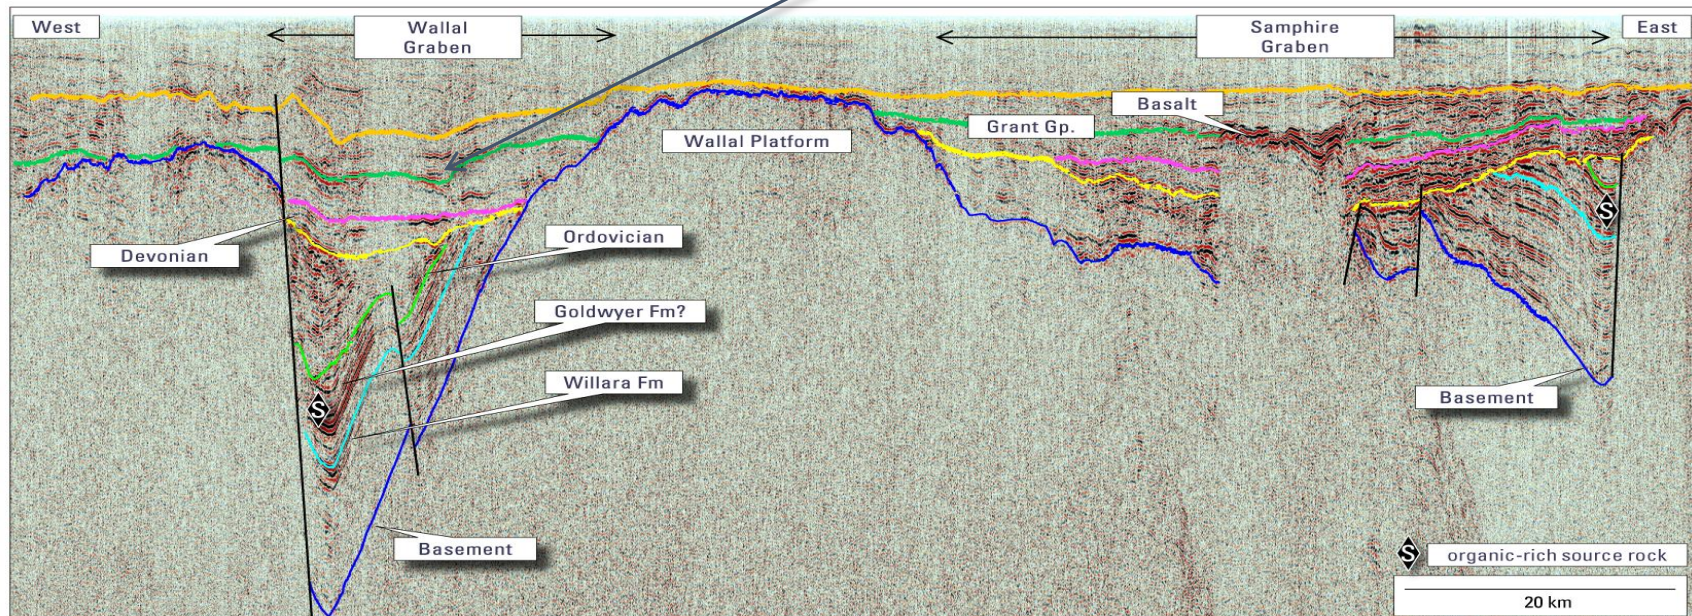 West
Wallal
Graben
Samphire
Graben
East
Basalt
Grant Gp.
Wallal Platform
Devonian
Ordovician
Goldwyer Fm?
S
S
Willara Fm
Basement
Basement
S organic-rich source rock
20 km